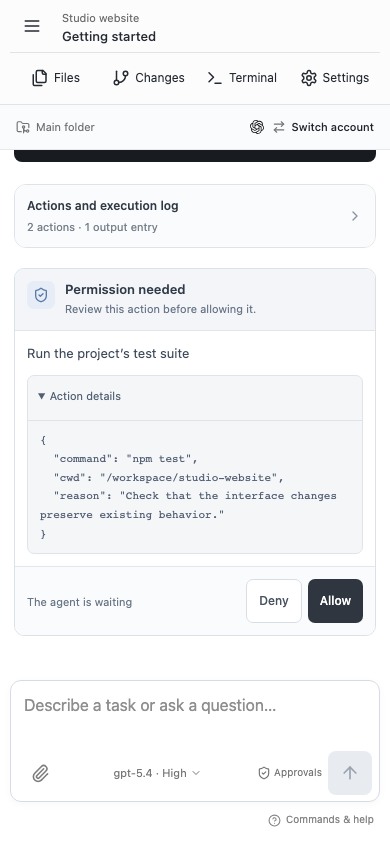 Studio website
Getting started
Files
Changes
Terminal
Settings
Main folder
Switch account
Actions and execution log
2 actions · 1 output entry
Permission needed
Review this action before allowing it.
Run the project’s test suite
▼ Action details
{
"command": "npm test",
"cwd": "/workspace/studio-website",
"reason": "Check that the interface changes
preserve existing behavior."
}
The agent is waiting
Deny
Allow
Describe a task or ask a question...
gpt-5.4 · High
Approvals
Commands & help